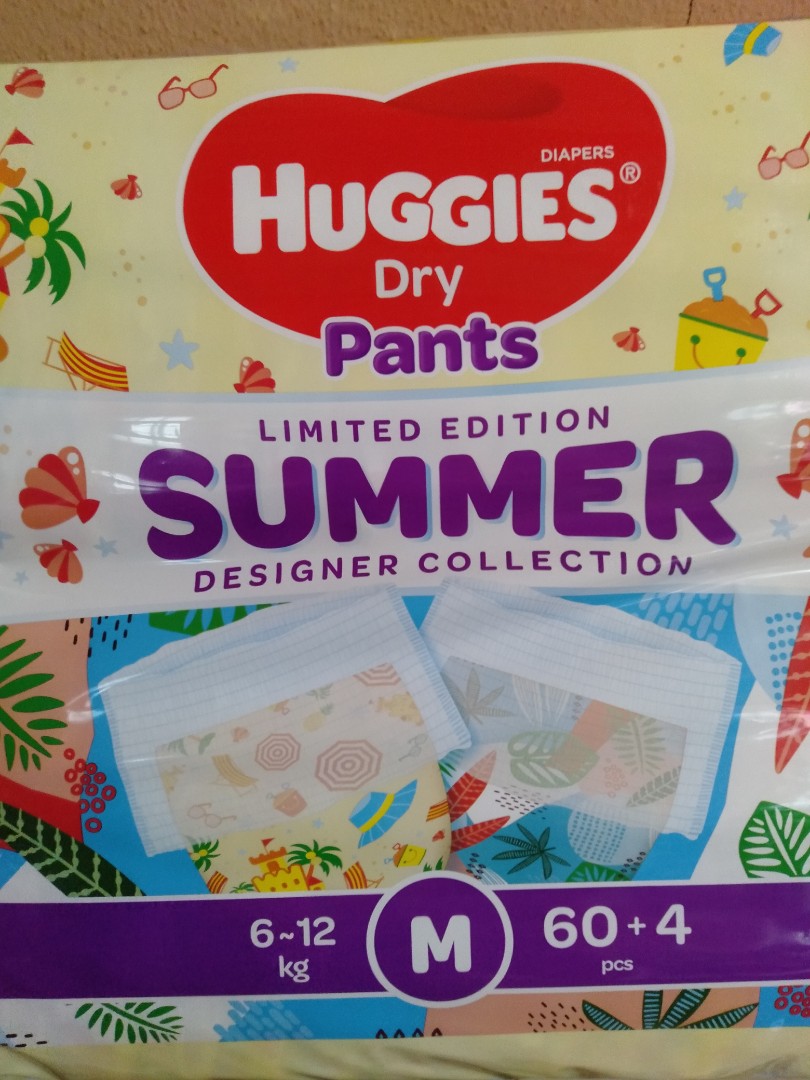 DIAPERS
HUGGIES®
Dry
Pants
LIMITED EDITION
SUMMER
DESIGNER COLLECTION
6~12 kg
M
60+4 pcs